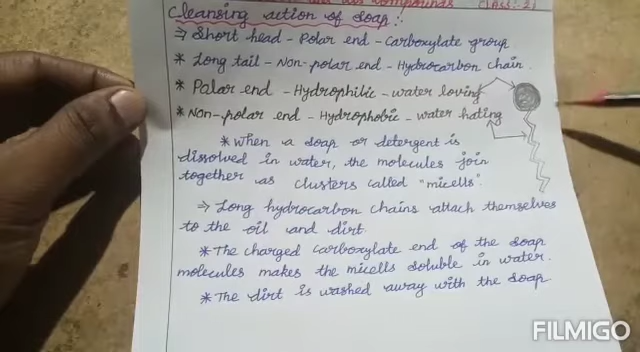 Compounds CLASS:-
Cleansing action of soap:-
⇒ Short head - Polar end - Carboxylate group
* Long tail - Non-polar end - Hydrocarbon chain.
* Palar end - Hydrophilic - water loving
* Non-polar end - Hydrophobic - water hating
* When a soap or detergent is
dissolved in water, the molecules join
together as clusters called "micells".
⇒ Long hydrocarbon chains attach themselves
to the oil and dirt.
* The charged carboxylate end of the soap
molecules makes the micells soluble in water.
* The dirt is washed away with the soap
FILMIGO